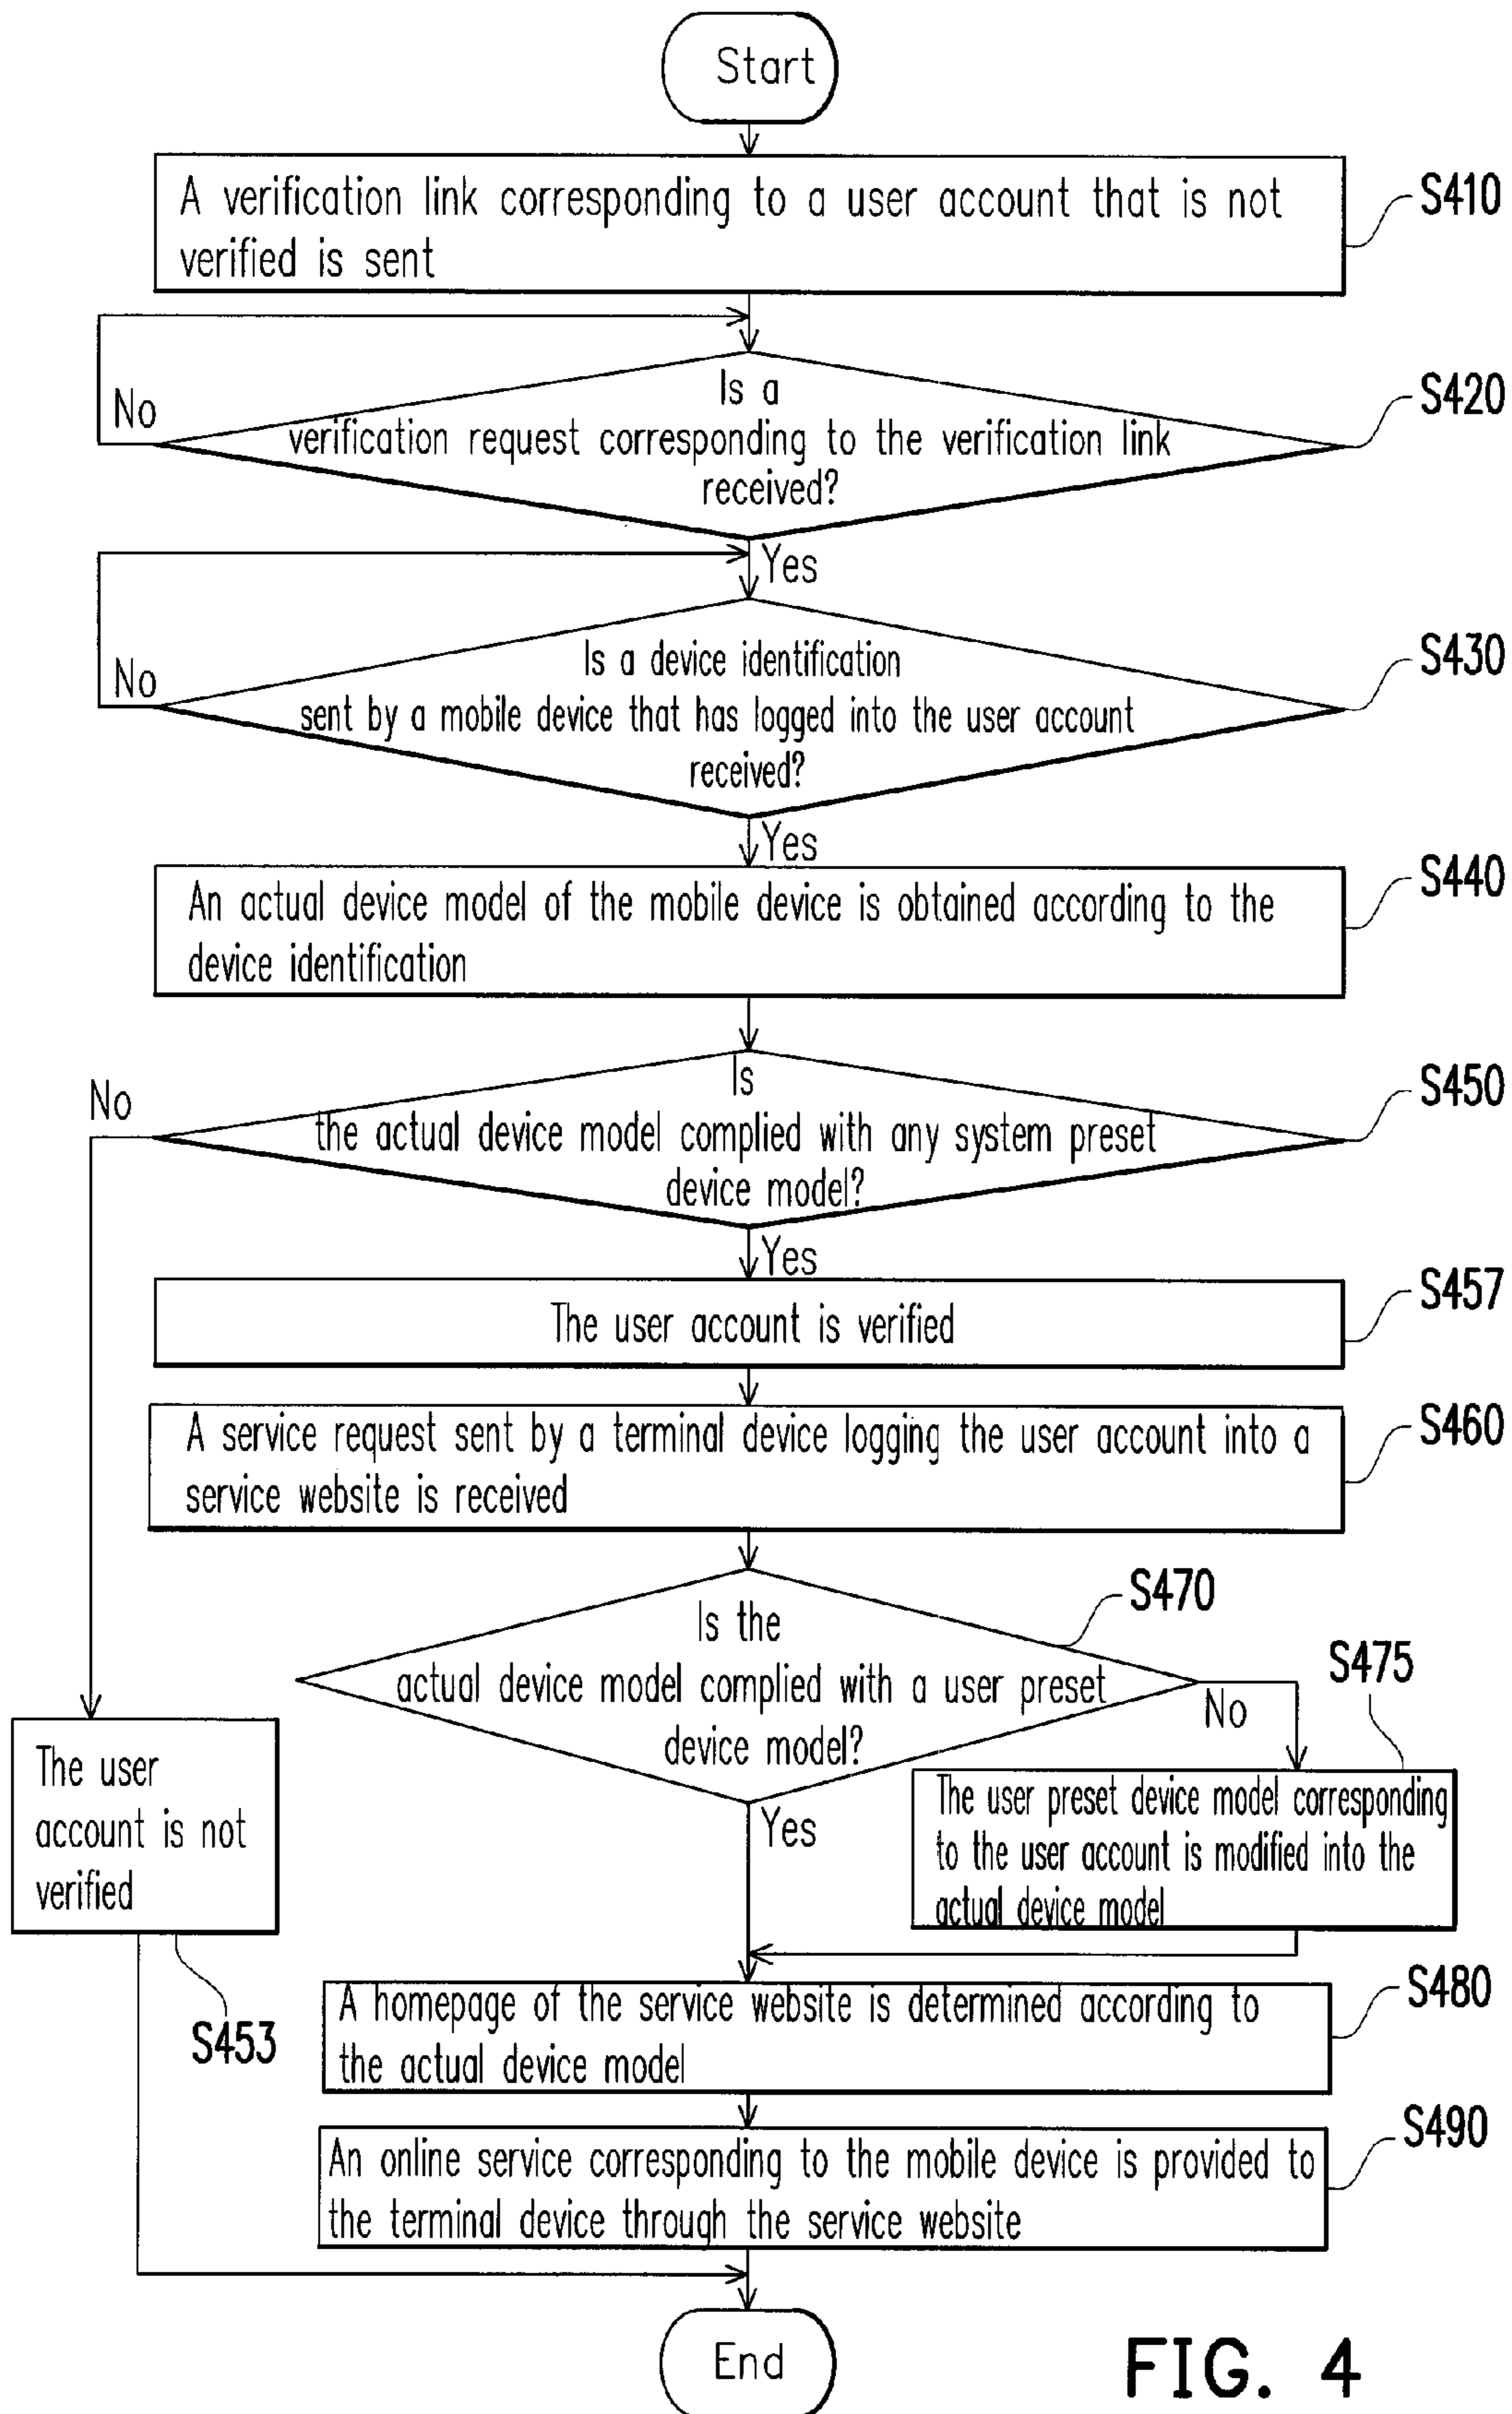 Start
A verification link corresponding to a user account that is not
verified is sent
S410
Is a
verification request corresponding to the verification link
received?
S420
No
Yes
Is a device identification
sent by a mobile device that has logged into the user account
received?
S430
No
Yes
An actual device model of the mobile device is obtained according to the
device identification
S440
Is
the actual device model complied with any system preset
device model?
S450
No
Yes
The user account is verified
S457
A service request sent by a terminal device logging the user account into a
service website is received
S460
Is the
actual device model complied with a user preset
device model?
S470
No
Yes
S475
The user preset device model corresponding
to the user account is modified into the
actual device model
The user
account is not
verified
S453
A homepage of the service website is determined according to
the actual device model
S480
An online service corresponding to the mobile device is provided to
the terminal device through the service website
S490
End
FIG. 4